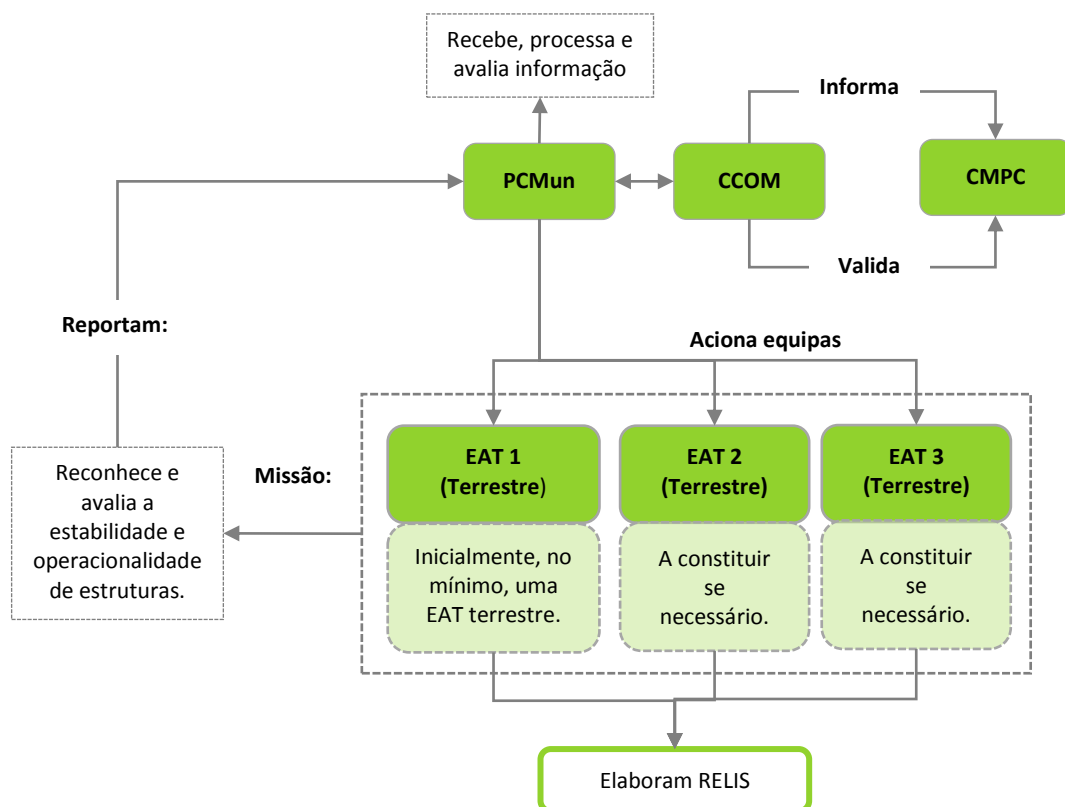 Recebe, processa e
avalia informação
Informa
PCMun
CCOM
CMPC
Valida
Reportam:
Aciona equipas
Missão:
Reconhece e
avalia a
estabilidade e
operacionalidade
de estruturas.
EAT 1
(Terrestre)
EAT 2
(Terrestre)
EAT 3
(Terrestre)
Inicialmente, no
mínimo, uma
EAT terrestre.
A constituir
se
necessário.
A constituir
se
necessário.
Elaboram RELIS